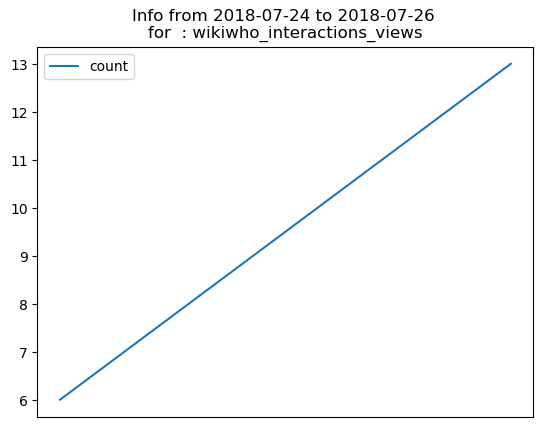 Info from 2018-07-24 to 2018-07-26
for  : wikiwho_interactions_views
count
13
12
11
10
9
8
7
6